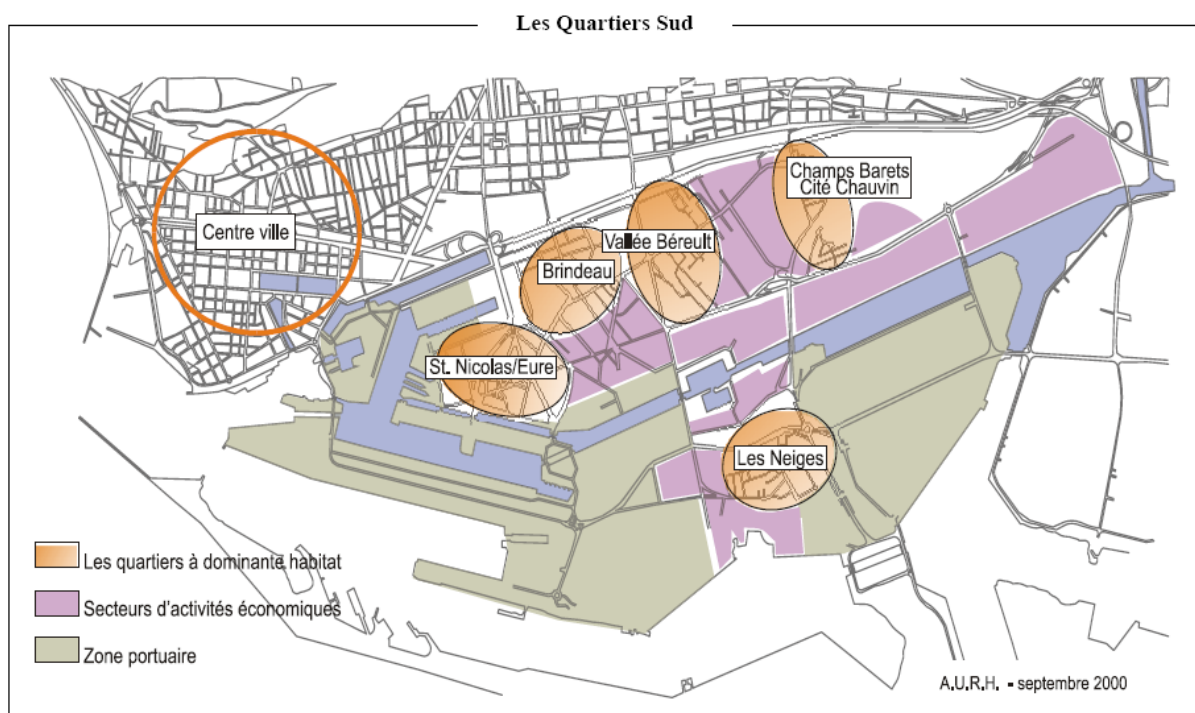 Les Quartiers Sud
Champs Barets
Cité Chauvin
Centre ville
Vallée Béreult
Brindeau
St. Nicolas/Eure
Les Neiges
Les quartiers à dominante habitat
Secteurs d'activités économiques
Zone portuaire
A.U.R.H. - septembre 2000